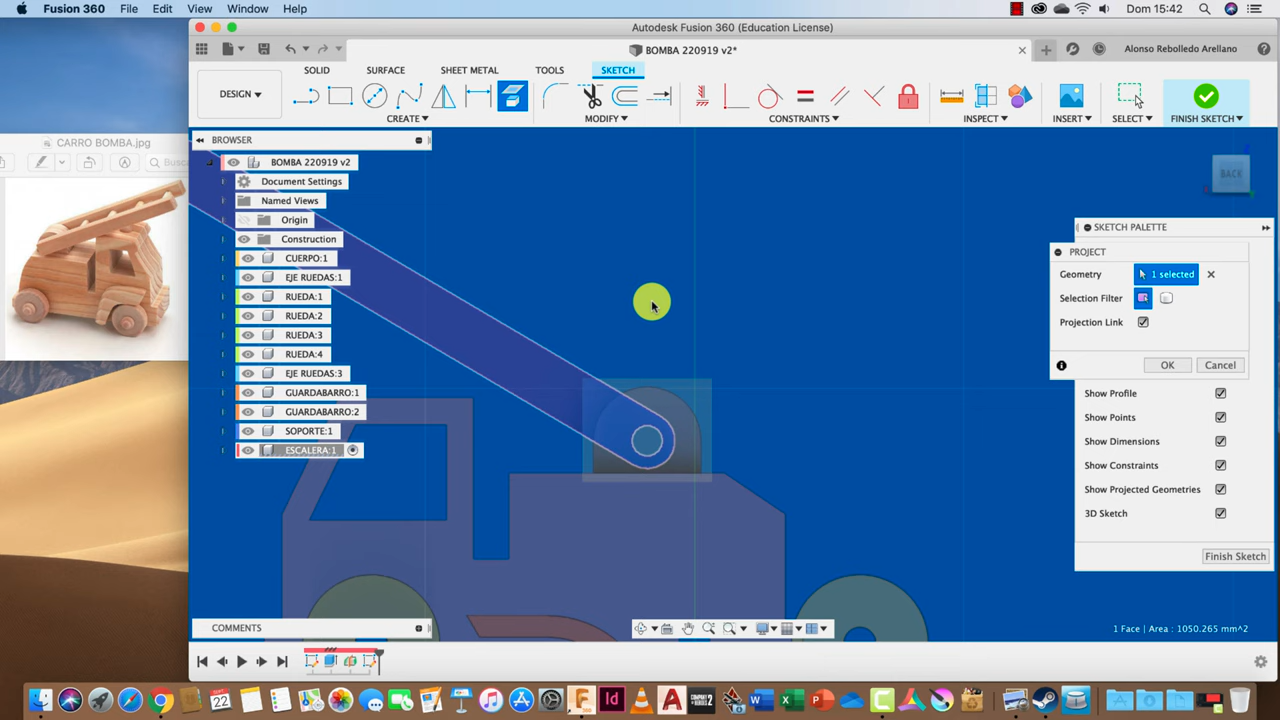 Fusion 360 File Edit View Window Help
Dom 15:42
Autodesk Fusion 360 (Education License)
BOMBA 220919 v2*
Alonso Rebolledo Arellano
SOLID SURFACE SHEET METAL TOOLS SKETCH
DESIGN
CREATE MODIFY CONSTRAINTS INSPECT INSERT SELECT FINISH SKETCH
CARRO BOMBA.jpg
BROWSER
BOMBA 220919 v2
Document Settings
Named Views
Origin
Construction
CUERPO:1
EJE RUEDAS:1
RUEDA:1
RUEDA:2
RUEDA:3
RUEDA:4
EJE RUEDAS:3
GUARDABARRO:1
GUARDABARRO:2
SOPORTE:1
ESCALERA:1
BACK
SKETCH PALETTE
PROJECT
Geometry 1 selected
Selection Filter
Projection Link
OK Cancel
Show Profile
Show Points
Show Dimensions
Show Constraints
Show Projected Geometries
3D Sketch
Finish Sketch
COMMENTS
1 Face | Area : 1050.265 mm^2